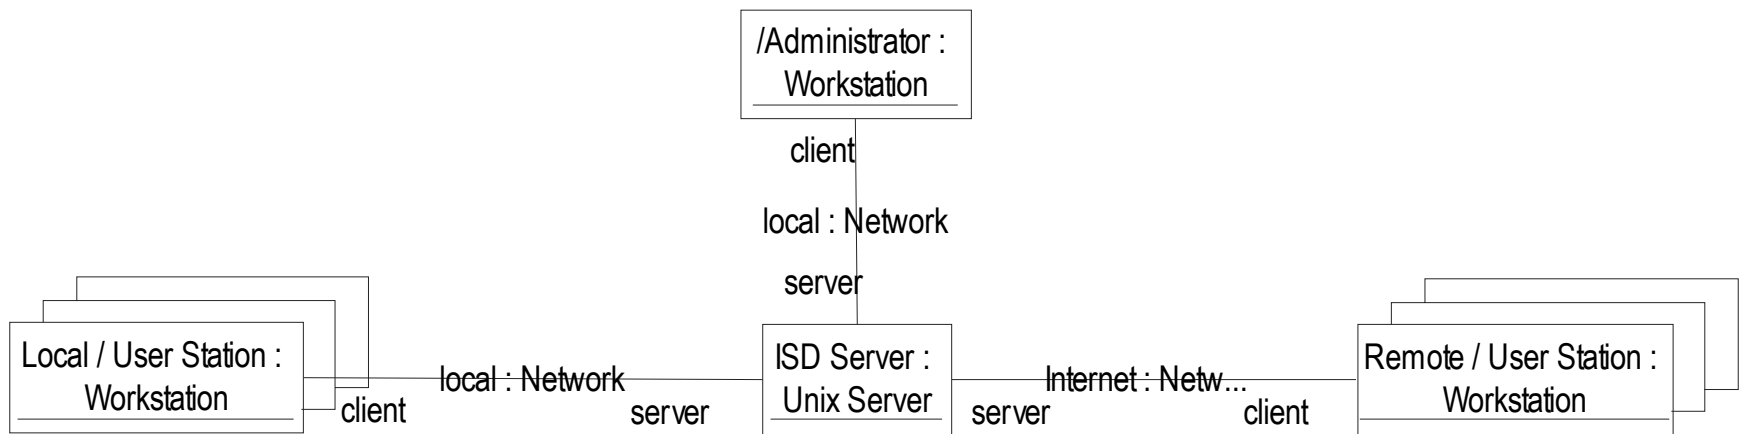 /Administrator :
Workstation
client
local : Network
server
Local / User Station :
Workstation
client
local : Network
server
ISD Server :
Unix Server
server
Internet : Netw...
client
Remote / User Station :
Workstation